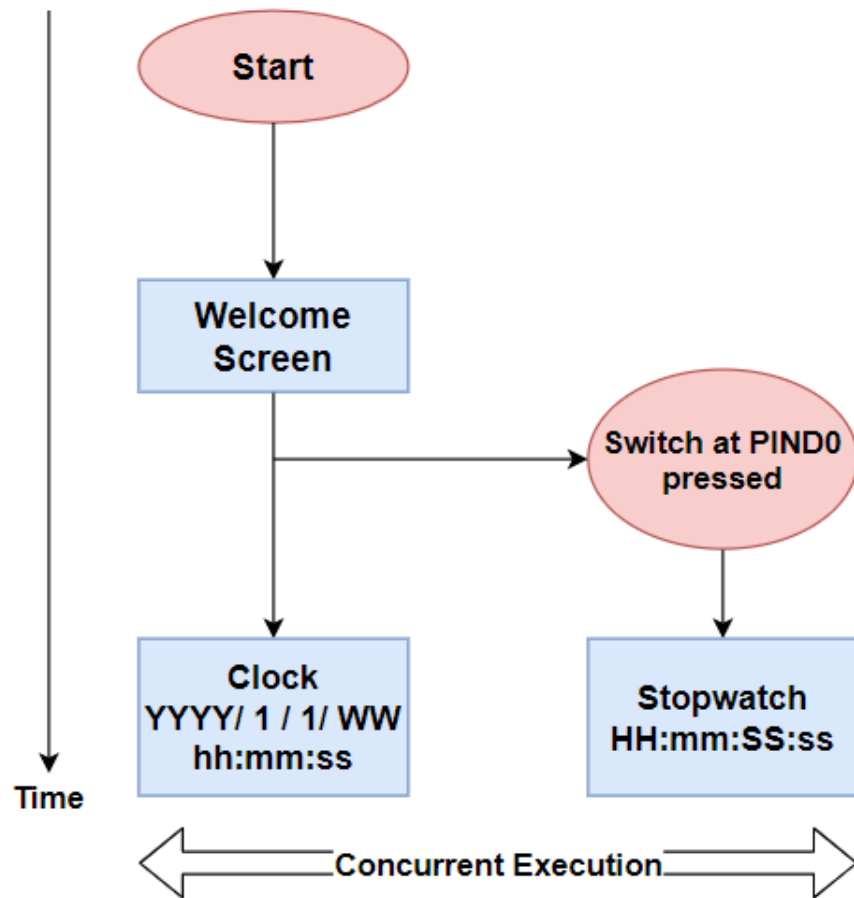 Start
Welcome
Screen
Switch at PIND0
pressed
Clock
YYYY/ 1 / 1/ WW
hh:mm:ss
Stopwatch
HH:mm:SS:ss
Time
Concurrent Execution